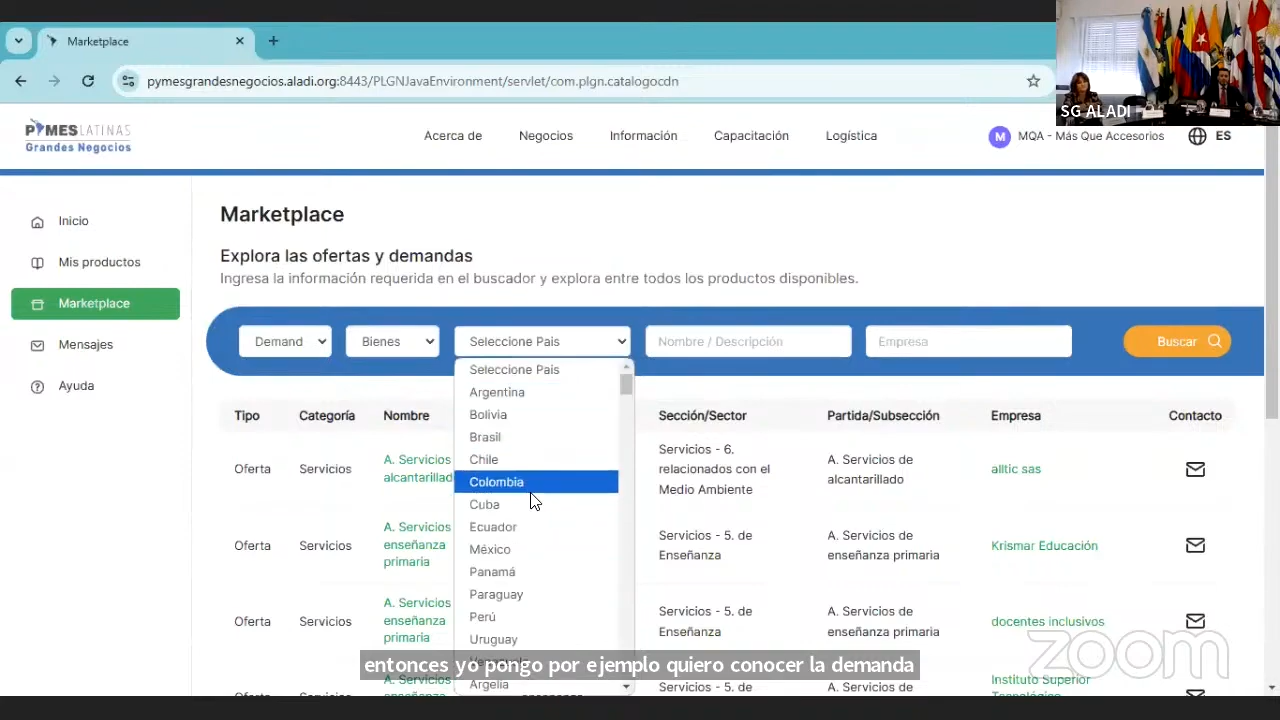 Marketplace
pymesgrandesnegocios.aladi.org:8443/PLGNJavaEnvironment/servlet/com.plgn.catalogocdn
SG ALADI
PYMESLATINAS
Grandes Negocios
Acerca de
Negocios
Información
Capacitación
Logística
M
MQA - Más Que Accesorios
ES
Inicio
Mis productos
Marketplace
Mensajes
Ayuda
Marketplace
Explora las ofertas y demandas
Ingresa la información requerida en el buscador y explora entre todos los productos disponibles.
Demand
Bienes
Seleccione Pais
Nombre / Descripción
Empresa
Buscar
Seleccione Pais
Argentina
Bolivia
Brasil
Chile
Colombia
Cuba
Ecuador
México
Panamá
Paraguay
Perú
Uruguay
Argelia
Tipo
Categoría
Nombre
Sección/Sector
Partida/Subsección
Empresa
Contacto
Oferta
Servicios
A. Servicios
alcantarillad
Servicios - 6.
relacionados con el
Medio Ambiente
A. Servicios de
alcantarillado
alltic sas
Oferta
Servicios
A. Servicios
enseñanza
primaria
Servicios - 5. de
Enseñanza
A. Servicios de
enseñanza primaria
Krismar Educación
Oferta
Servicios
A. Servicios
enseñanza
primaria
Servicios - 5. de
Enseñanza
A. Servicios de
enseñanza primaria
docentes inclusivos
A. Servicios
Servicios - 5. de
A. Servicios de
Instituto Superior
entonces yo pongo por ejemplo quiero conocer la demanda
zoom